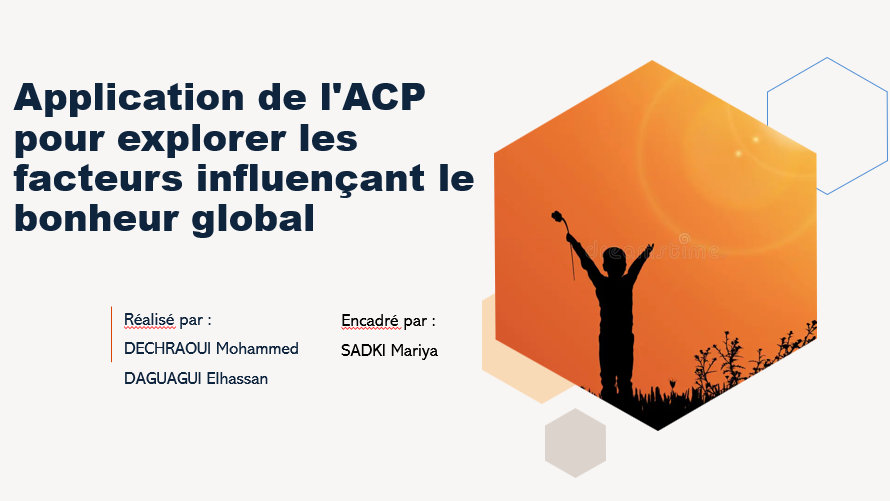 Application de l'ACP
pour explorer les
facteurs influençant le
bonheur global
Réalisé par :
DECHRAOUI Mohammed
DAGUAGUI Elhassan
Encadré par :
SADKI Mariya
dreamstime